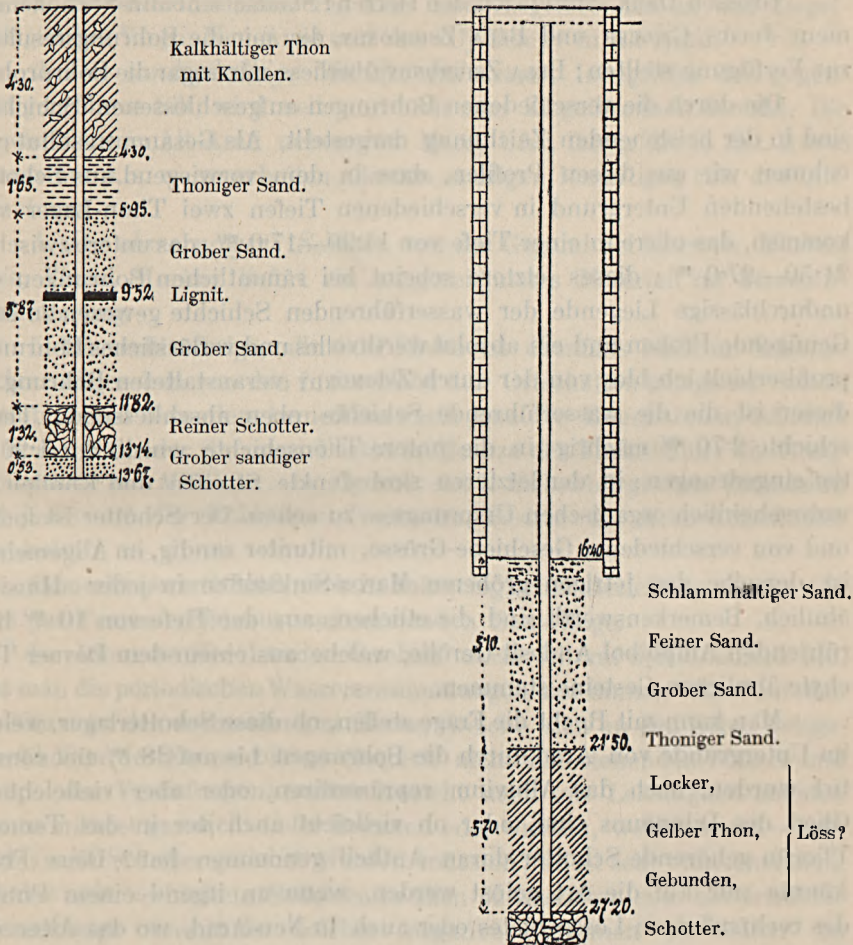 Kalkhältiger Thon
mit Knollen.
4·30.
4·30.
1·65.
Thoniger Sand.
5·95.
Grober Sand.
9·52.
Lignit.
5·87.
Grober Sand.
11·82.
Reiner Schotter.
1·32.
13·14.
Grober sandiger
0·53.
13·67.
Schotter.
16·40
Schlammhältiger Sand.
5·10.
Feiner Sand.
Grober Sand.
21·50.
Thoniger Sand.
Locker,
5·70.
Gelber Thon,
Löss?
Gebunden,
27·20.
Schotter.